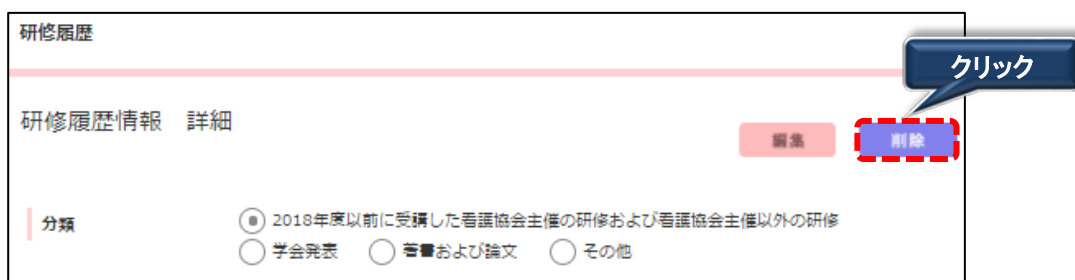 研修履歴
クリック
研修履歴情報 詳細
編集 削除
分類 2018年度以前に受講した看護協会主催の研修および看護協会主催以外の研修
学会発表 著書および論文 その他